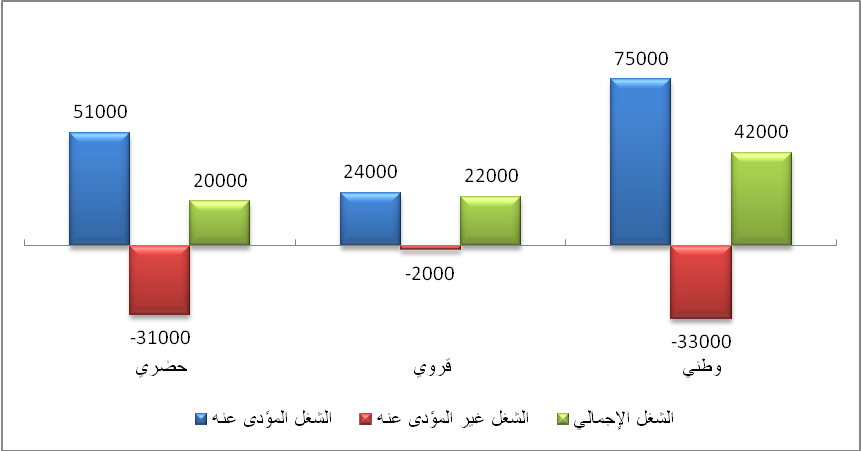 75000
51000
42000
24000
22000
20000
-2000
-31000
-33000
حضري
قروي
وطني
الشغل المؤدى عنه
الشغل غير المؤدى عنه
الشغل الإجمالي